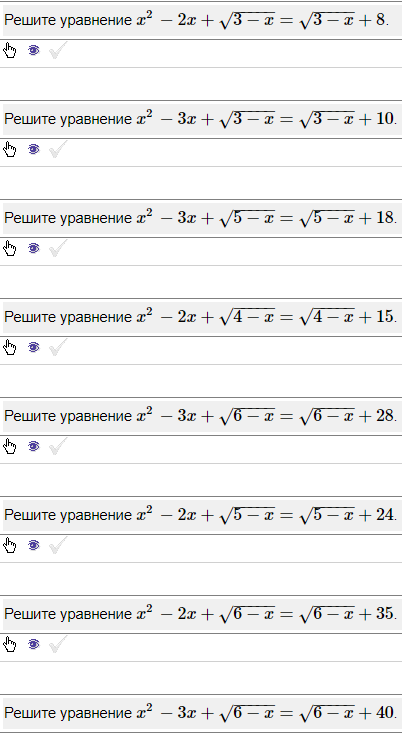 Решите уравнение x² − 2x + √(3 − x) = √(3 − x) + 8.
Решите уравнение x² − 3x + √(3 − x) = √(3 − x) + 10.
Решите уравнение x² − 3x + √(5 − x) = √(5 − x) + 18.
Решите уравнение x² − 2x + √(4 − x) = √(4 − x) + 15.
Решите уравнение x² − 3x + √(6 − x) = √(6 − x) + 28.
Решите уравнение x² − 2x + √(5 − x) = √(5 − x) + 24.
Решите уравнение x² − 2x + √(6 − x) = √(6 − x) + 35.
Решите уравнение x² − 3x + √(6 − x) = √(6 − x) + 40.